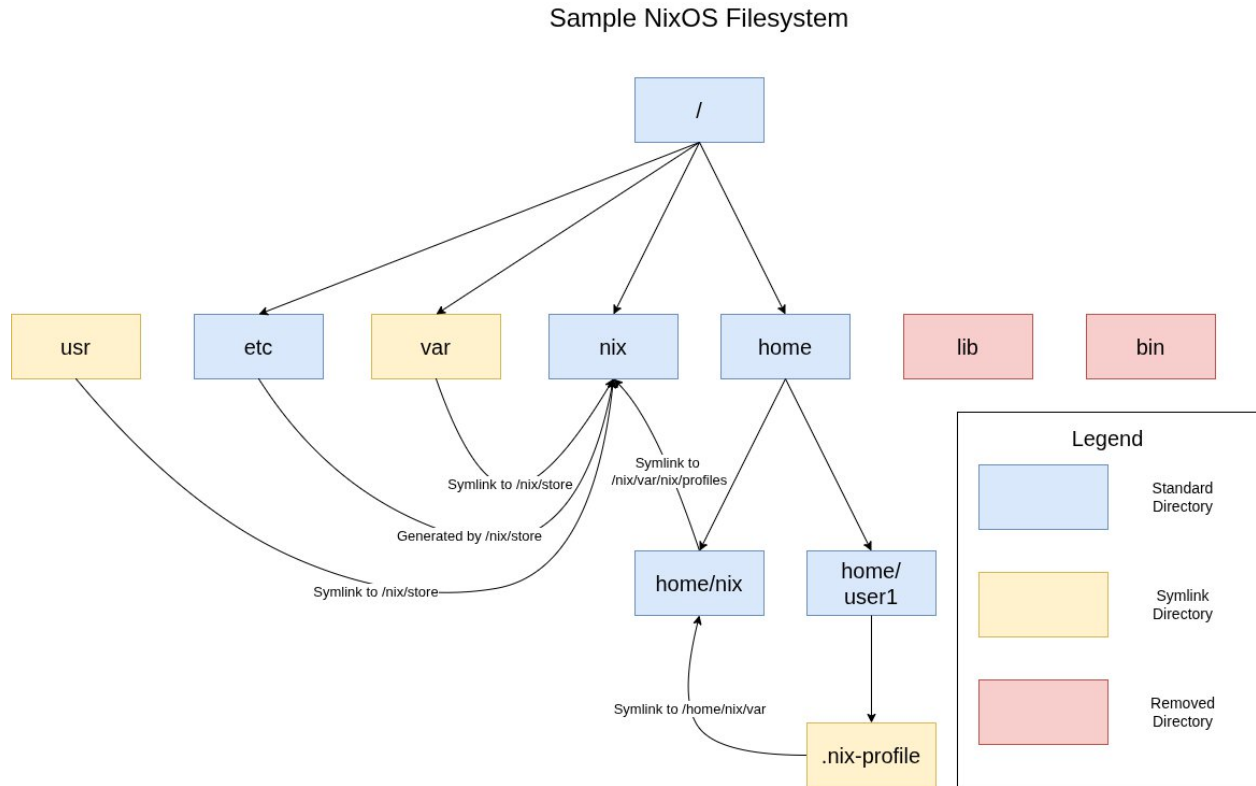 Sample NixOS Filesystem
/
usr
etc
var
nix
home
lib
bin
Symlink to /nix/store
Symlink to
/nix/var/nix/profiles
Generated by /nix/store
Symlink to /nix/store
home/nix
home/
user1
Symlink to /home/nix/var
.nix-profile
Legend
Standard
Directory
Symlink
Directory
Removed
Directory